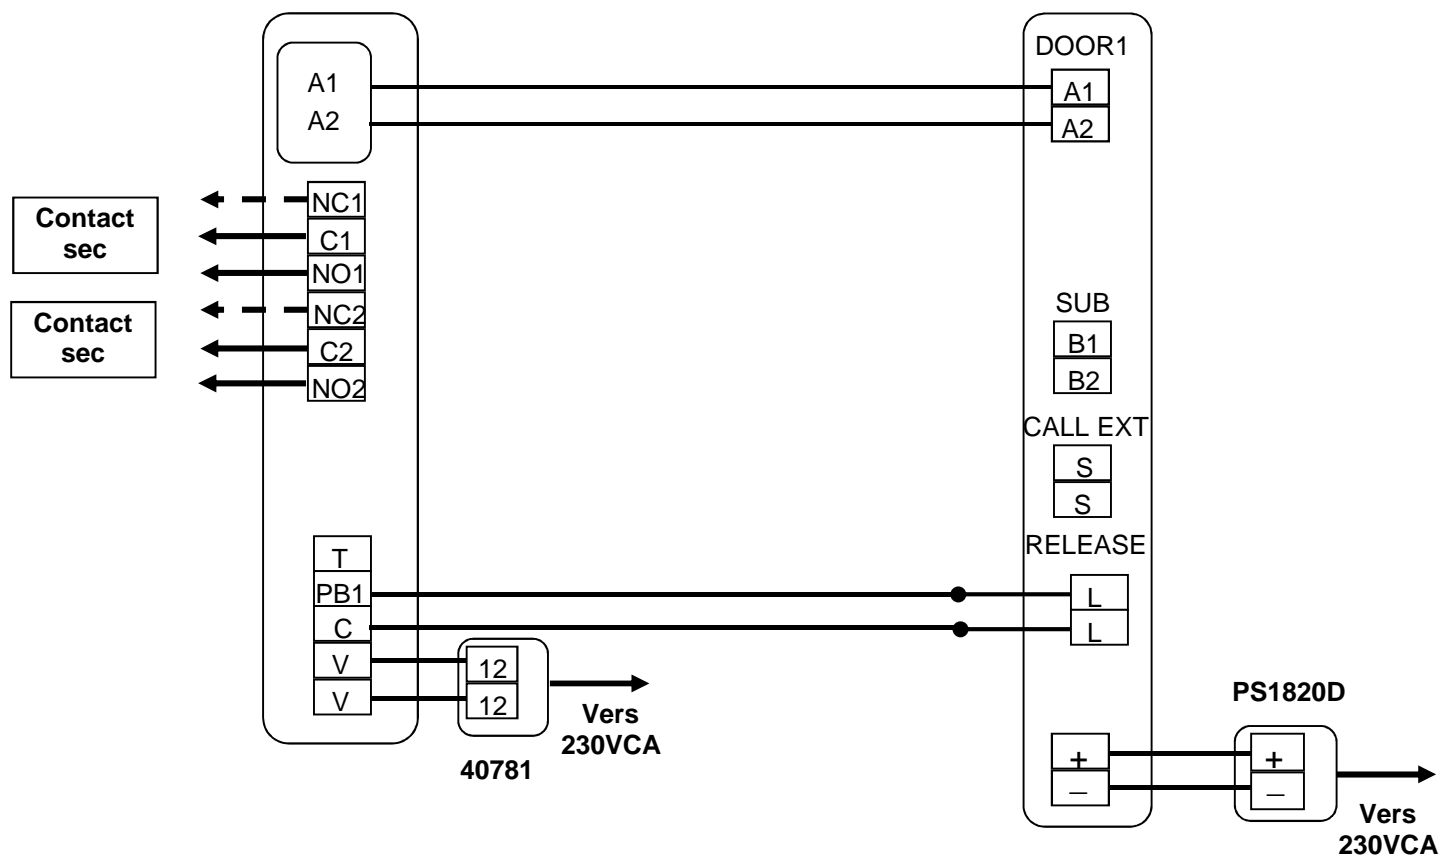 A1
A2
Contact
sec
NC1
C1
NO1
Contact
sec
NC2
C2
NO2
T
PB1
C
V
V
12
12
40781
Vers
230VCA
DOOR1
A1
A2
SUB
B1
B2
CALL EXT
S
S
RELEASE
L
L
+
–
PS1820D
+
–
Vers
230VCA